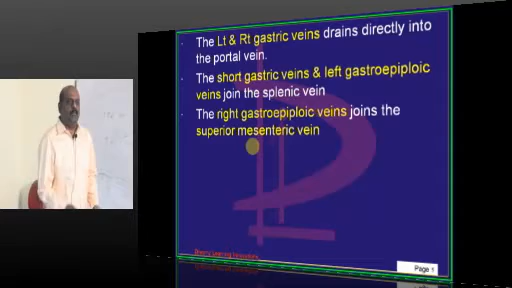 The Lt & Rt gastric veins drains directly into
the portal vein.
The short gastric veins & left gastroepiploic
veins join the splenic vein
The right gastroepiploic veins joins the
superior mesenteric vein
Page 1